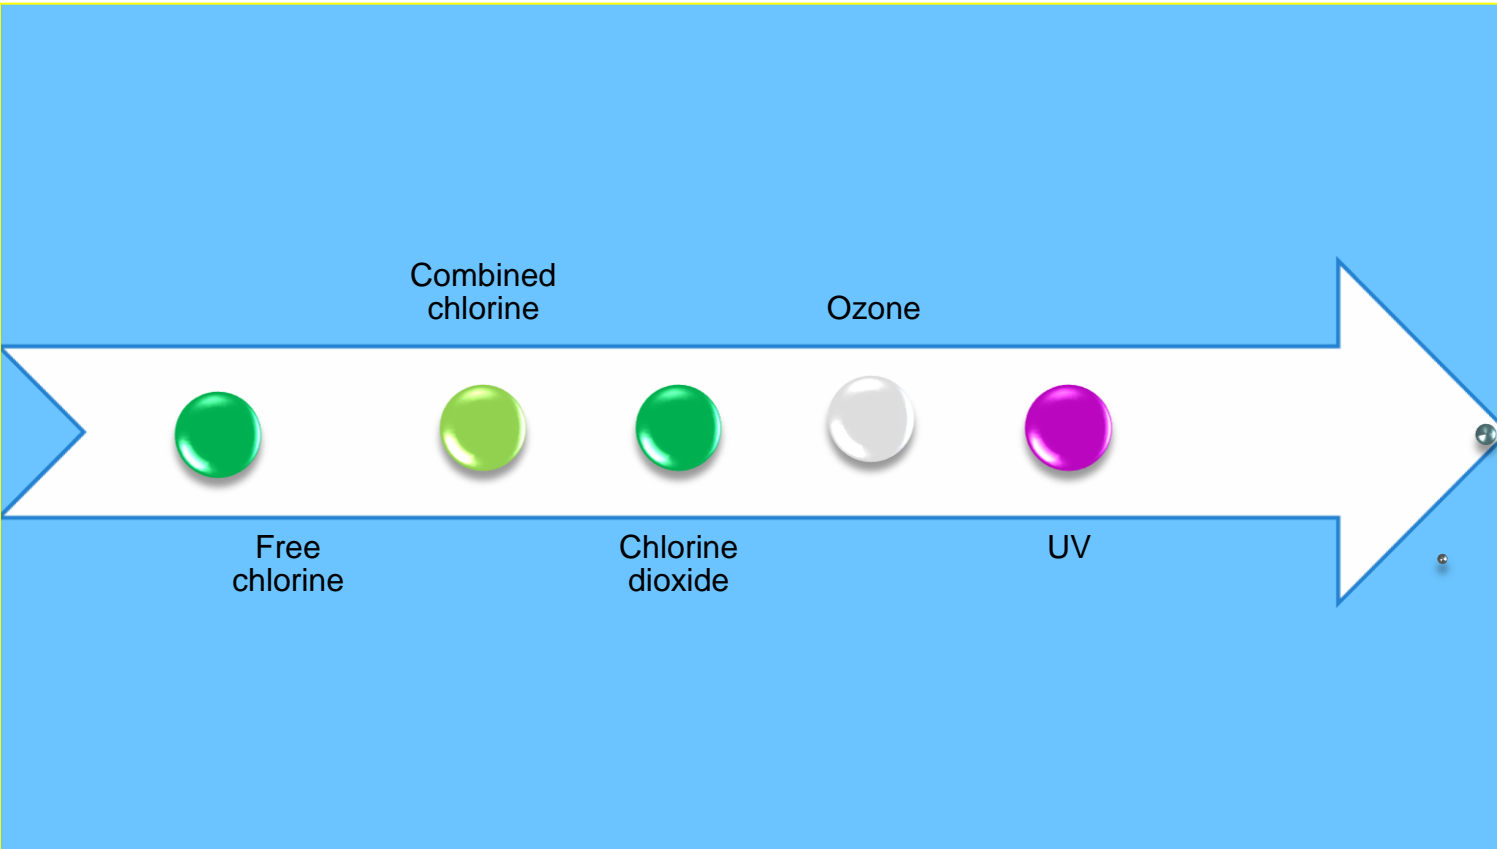 Combined
chlorine
Ozone
Free
chlorine
Chlorine
dioxide
UV